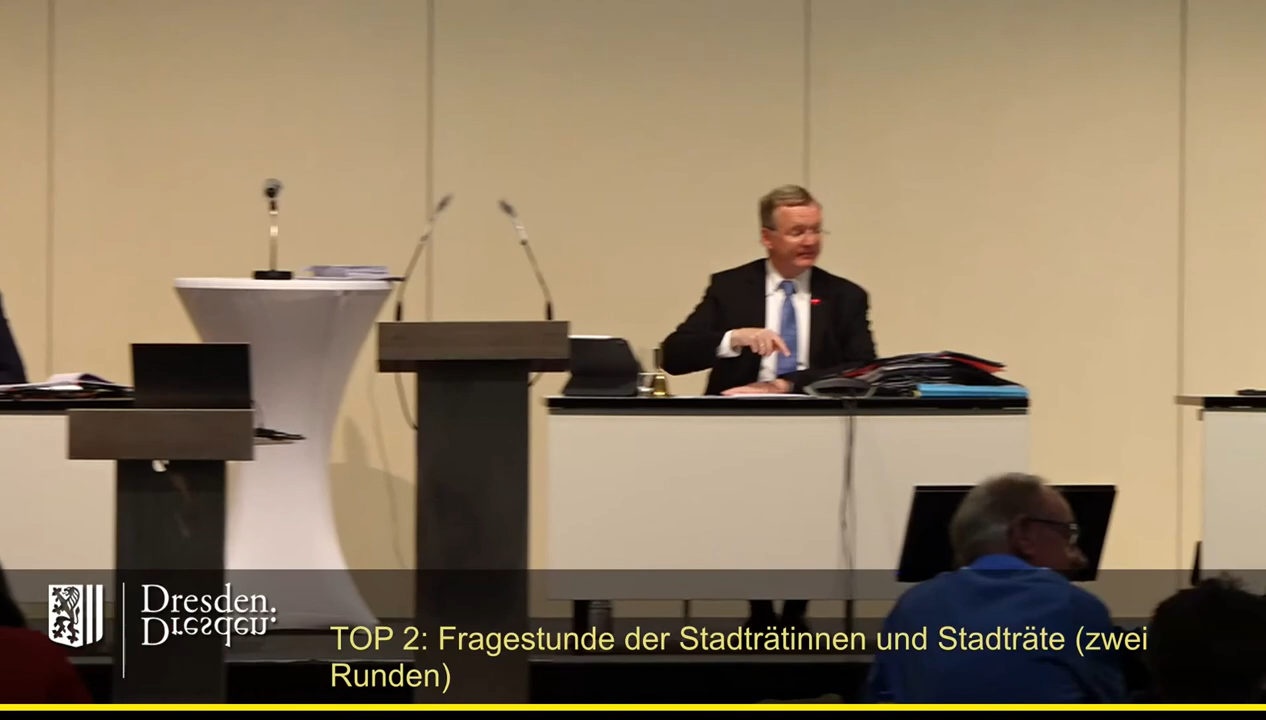 Dresden.
Dresden.
TOP 2: Fragestunde der Stadträtinnen und Stadträte (zwei
Runden)